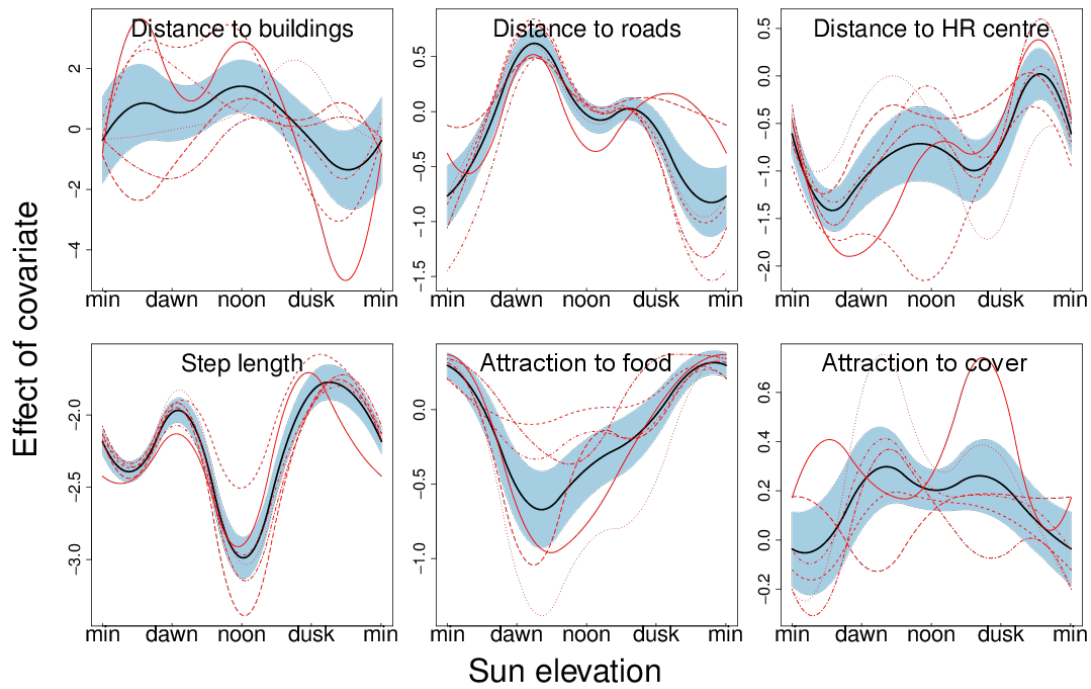 Effect of covariate
Distance to buildings
2
0
−2
−4
min dawn noon dusk min
Distance to roads
0.5
0.0
−0.5
−1.0
−1.5
min dawn noon dusk min
Distance to HR centre
0.5
0.0
−0.5
−1.0
−1.5
−2.0
min dawn noon dusk min
Step length
−2.0
−2.5
−3.0
min dawn noon dusk min
Attraction to food
0.0
−0.5
−1.0
min dawn noon dusk min
Attraction to cover
0.6
0.4
0.2
0.0
−0.2
min dawn noon dusk min
Sun elevation